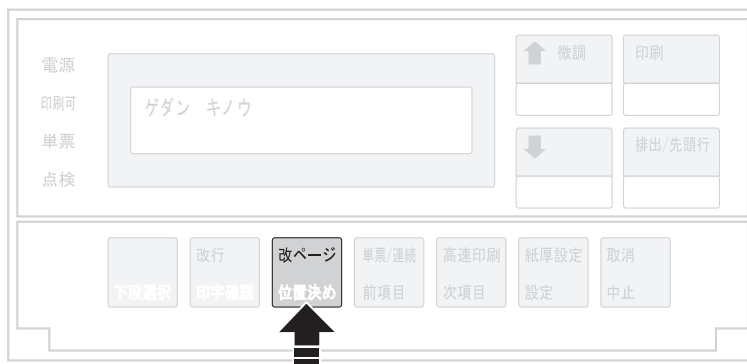 電源
印刷可
単票
点検
ゲダン キノウ
微調
印刷
排出/先頭行
下段選択
改行
印字確認
改ページ
位置決め
単票/連続
前項目
高速印刷
次項目
紙厚設定
設定
取消
中止